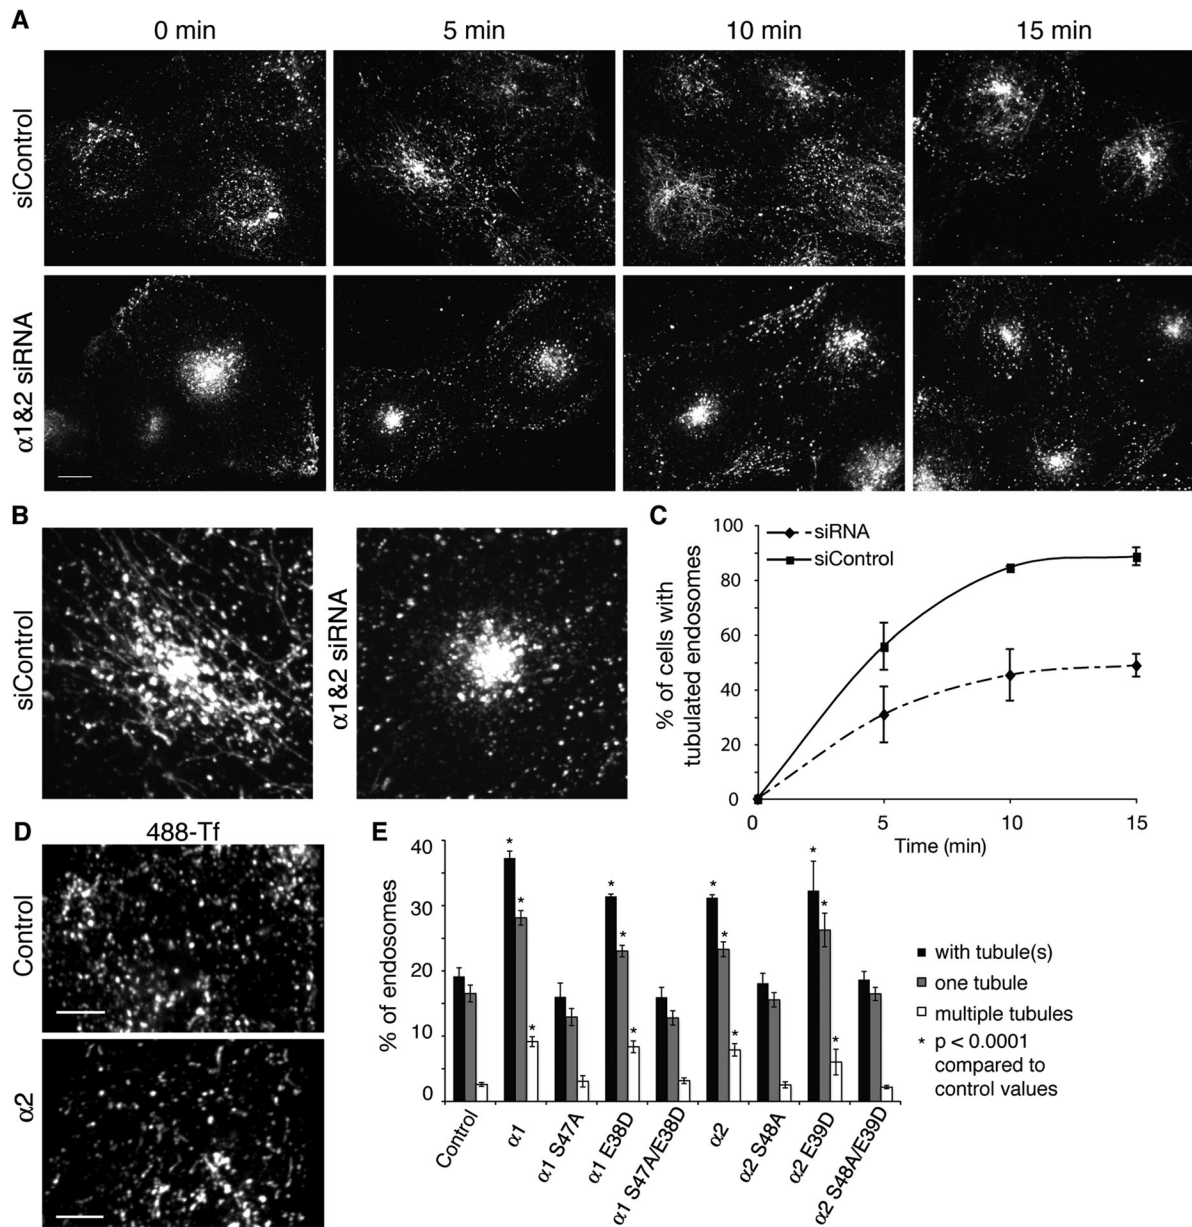 A
0 min
5 min
10 min
15 min
siControl
α1&2 siRNA
B
siControl
α1&2 siRNA
C
% of cells with
tubulated endosomes
100
80
60
40
20
0
siRNA
siControl
0
5
10
15
Time (min)
D
488-Tf
Control
α2
E
% of endosomes
40
30
20
10
0
*
*
*
*
*
*
*
*
*
*
*
*
Control
α1
α1 S47A
α1 E38D
α1 S47A/E38D
α2
α2 S48A
α2 E39D
α2 S48A/E39D
with tubule(s)
one tubule
multiple tubules
* p < 0.0001
compared to
control values